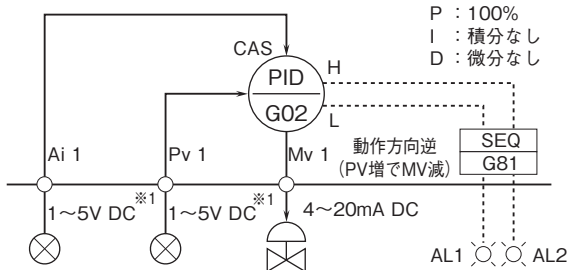 P：100%
I：積分なし
D：微分なし
CAS
PID
G02
H
L
Ai 1
Pv 1
Mv 1
動作方向逆
（PV増でMV減）
SEQ
G81
1～5V DC※1
1～5V DC※1
4～20mA DC
AL1
AL2